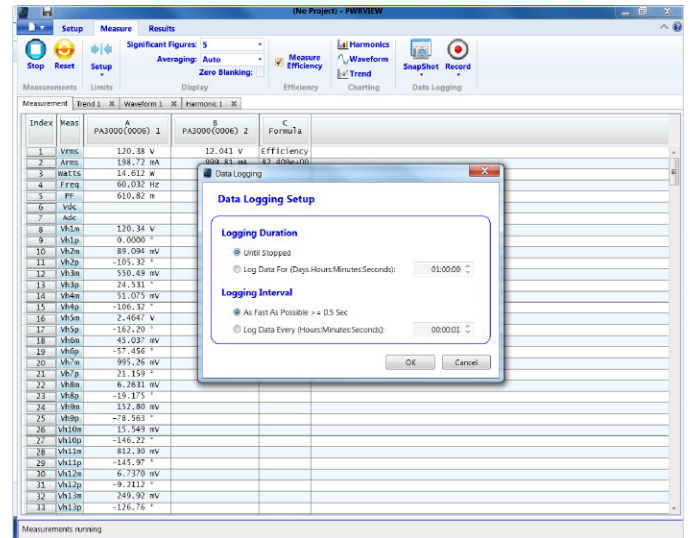 (No Project) - PWRVIEW
Setup Measure Results
Significant Figures: 5
Averaging: Auto
Zero Blanking:
Measure Efficiency
Harmonics
Waveform
Trend
Stop Reset Setup SnapShot Record
Measurements Limits Display Efficiency Charting Data Logging
Measurement Trend 1 Waveform 1 Harmonic 1
Index Meas A B C
PA3000(0006) 1 PA3000(0006) 2 Formula
1 Vrms 120.38 V 12.041 V Efficiency
2 Arms 198.72 mA 999.81 mA 82.409e+00
3 Watts 14.612 W
4 Freq 60.032 Hz
5 PF 610.82 m
6 Vdc
7 Adc
8 Vh1m 120.34 V
9 Vh1p 0.0000 °
10 Vh2m 89.094 mV
11 Vh2p -105.32 °
12 Vh3m 550.49 mV
13 Vh3p 24.531 °
14 Vh4m 51.075 mV
15 Vh4p -106.32 °
16 Vh5m 2.4647 V
17 Vh5p -162.20 °
18 Vh6m 45.037 mV
19 Vh6p -57.456 °
20 Vh7m 995.26 mV
21 Vh7p 21.159 °
22 Vh8m 6.2631 mV
23 Vh8p -19.175 °
24 Vh9m 152.80 mV
25 Vh9p -78.563 °
26 Vh10m 15.549 mV
27 Vh10p -146.22 °
28 Vh11m 812.30 mV
29 Vh11p -145.97 °
30 Vh12m 6.7370 mV
31 Vh12p -9.2112 °
32 Vh13m 249.92 mV
33 Vh13p -126.76 °
Data Logging
Data Logging Setup
Logging Duration
Until Stopped
Log Data For (Days.Hours:Minutes:Seconds): 01:00:00
Logging Interval
As Fast As Possible >= 0.5 Sec
Log Data Every (Hours:Minutes:Seconds): 00:00:01
OK Cancel
Measurements running